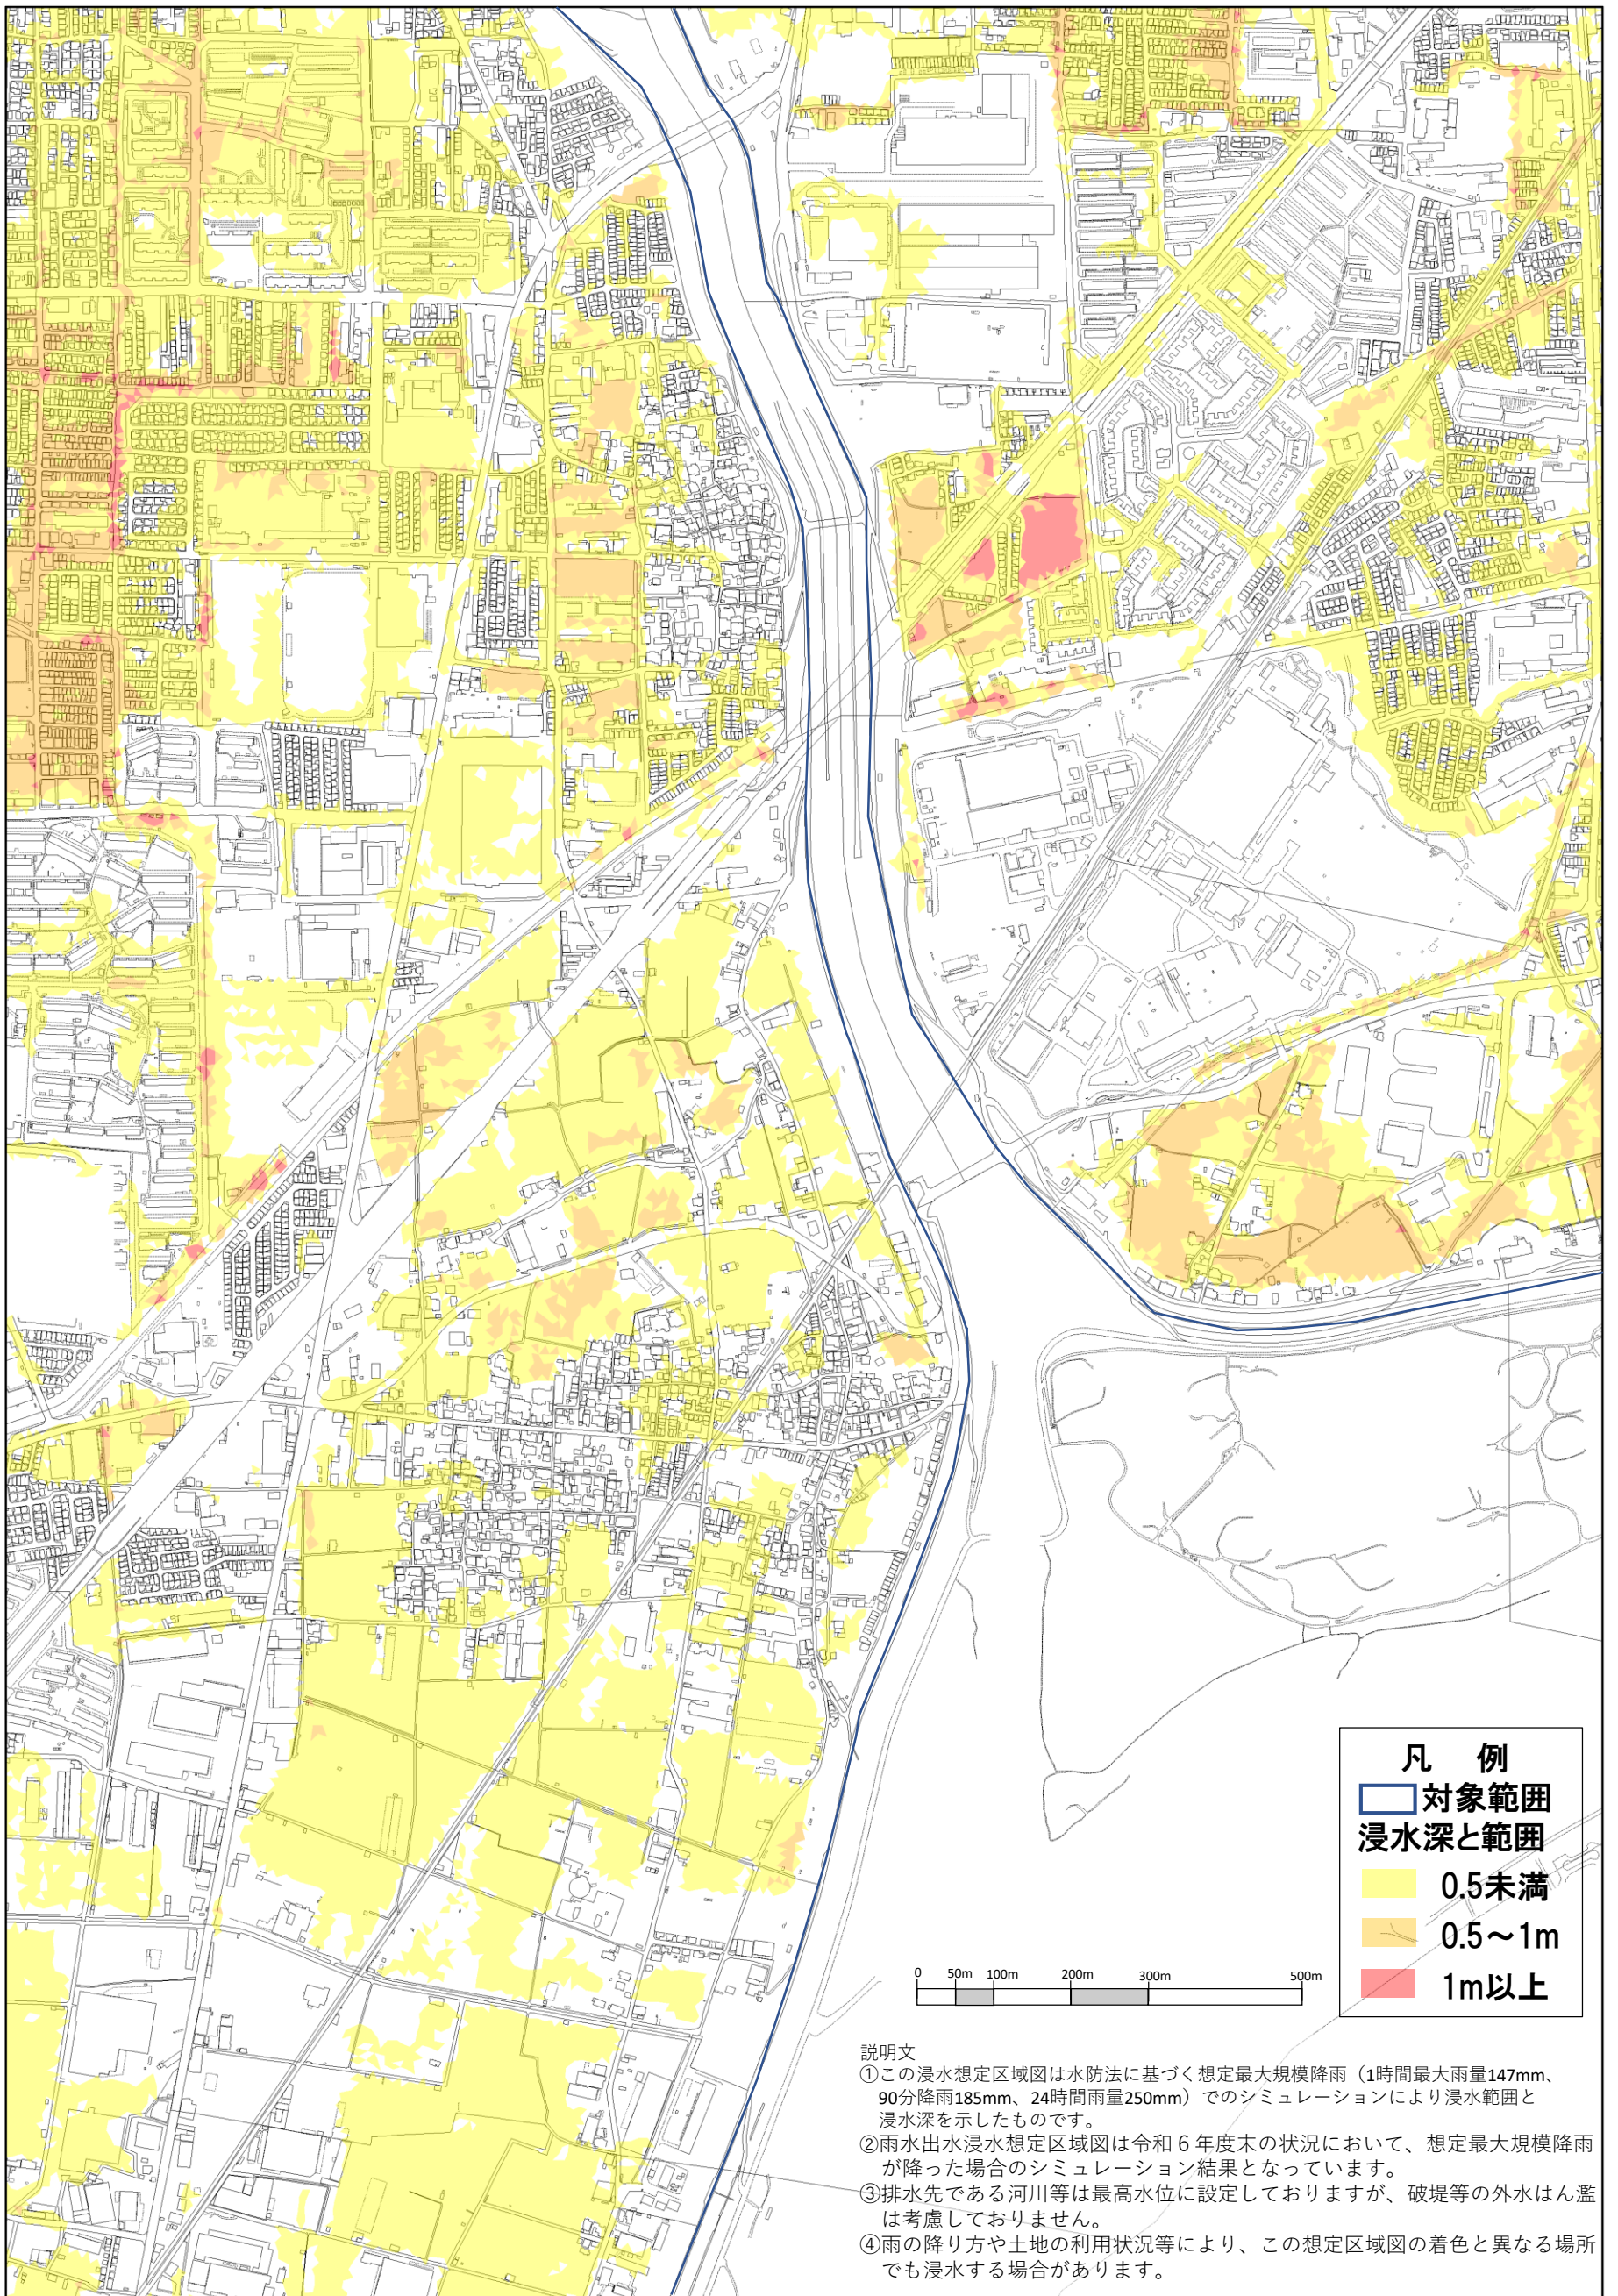 凡 例
対象範囲
浸水深と範囲
0.5未満
0.5～1m
1m以上
0 50m 100m 200m 300m 500m
説明文
①この浸水想定区域図は水防法に基づく想定最大規模降雨（1時間最大雨量147mm、
90分降雨185mm、24時間雨量250mm）でのシミュレーションにより浸水範囲と
浸水深を示したものです。
②雨水出水浸水想定区域図は令和６年度末の状況において、想定最大規模降雨
が降った場合のシミュレーション結果となっています。
③排水先である河川等は最高水位に設定しておりますが、破堤等の外水はん濫
は考慮しておりません。
④雨の降り方や土地の利用状況等により、この想定区域図の着色と異なる場所
でも浸水する場合があります。